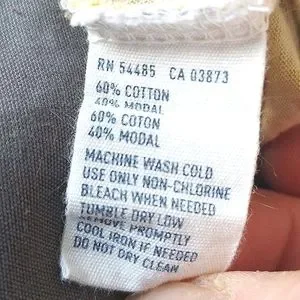 RN 54485 CA 03873
60% COTTON
40% MODAL
60% COTON
40% MODAL
MACHINE WASH COLD
USE ONLY NON-CHLORINE
BLEACH WHEN NEEDED
TUMBLE DRY LOW
REMOVE PROMPTLY
COOL IRON IF NEEDED
DO NOT DRY CLEAN